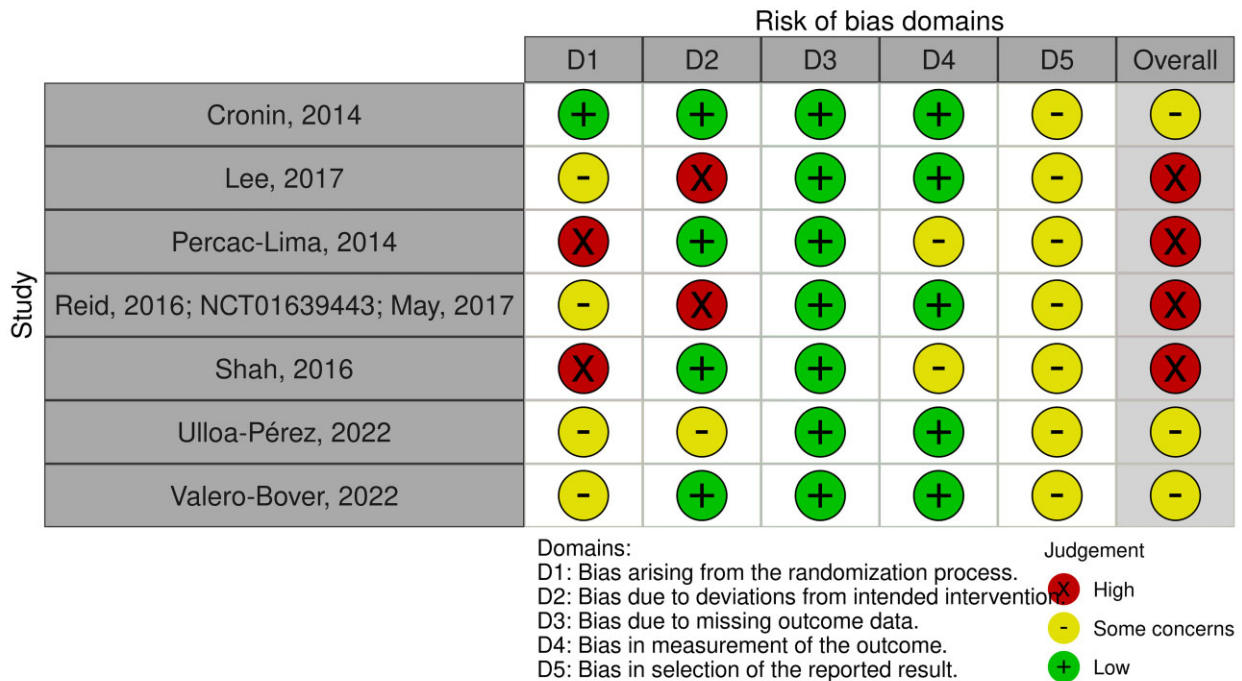 Risk of bias domains
D1 D2 D3 D4 D5 Overall
Study
Cronin, 2014 + + + + - -
Lee, 2017 - X + + - X
Percac-Lima, 2014 X + + - - X
Reid, 2016; NCT01639443; May, 2017 - X + + - X
Shah, 2016 X + + - - X
Ulloa-Pérez, 2022 - - + + - -
Valero-Bover, 2022 - + + + - -
Domains:
D1: Bias arising from the randomization process.
D2: Bias due to deviations from intended intervention.
D3: Bias due to missing outcome data.
D4: Bias in measurement of the outcome.
D5: Bias in selection of the reported result.
Judgement
X High
- Some concerns
+ Low